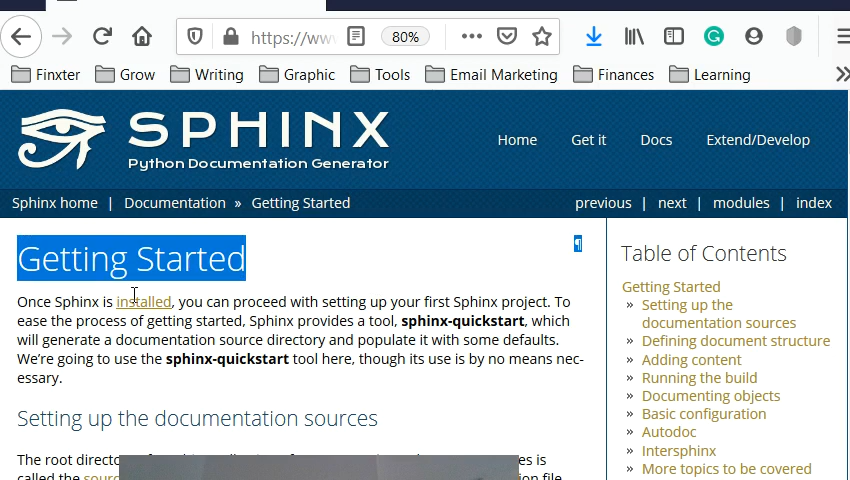 https://www
80%
Finxter Grow Writing Graphic Tools Email Marketing Finances Learning
SPHINX
Python Documentation Generator
Home Get it Docs Extend/Develop
Sphinx home | Documentation » Getting Started previous | next | modules | index
Getting Started ¶
Once Sphinx is installed, you can proceed with setting up your first Sphinx project. To
ease the process of getting started, Sphinx provides a tool, sphinx-quickstart, which
will generate a documentation source directory and populate it with some defaults.
We're going to use the sphinx-quickstart tool here, though its use is by no means nec-
essary.
Setting up the documentation sources
The root es is
called the
Table of Contents
Getting Started
» Setting up the
documentation sources
» Defining document structure
» Adding content
» Running the build
» Documenting objects
» Basic configuration
» Autodoc
» Intersphinx
» More topics to be covered